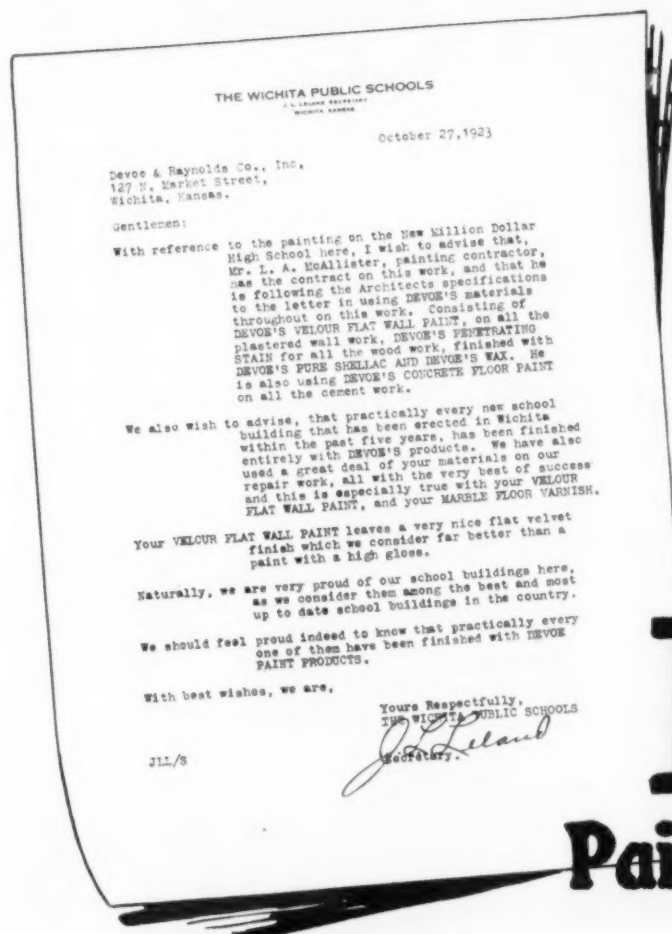 THE WICHITA PUBLIC SCHOOLS
J. L. LELAND SECRETARY
WICHITA KANSAS
October 27,1923
Devoe & Raynolds Co., Inc,
127 N. Market Street,
Wichita, Kansas.
Gentlemen:
With reference to the painting on the New Million Dollar
High School here, I wish to advise that,
Mr. L. A. McAllister, painting contractor,
has the contract on this work, and that he
is following the Architects specifications
to the letter in using DEVOE'S materials
throughout on this work. Consisting of
DEVOE'S VELOUR FLAT WALL PAINT, on all the
plastered wall work, DEVOE'S PENETRATING
STAIN for all the wood work, finished with
DEVOE'S PURE SHELLAC AND DEVOE'S WAX. He
is also using DEVOE'S CONCRETE FLOOR PAINT
on all the cement work.
We also wish to advise, that practically every new school
building that has been erected in Wichita
within the past five years, has been finished
entirely with DEVOE'S products. We have also
used a great deal of your materials on our
repair work, all with the very best of success
and this is especially true with your VELOUR
FLAT WALL PAINT, and your MARBLE FLOOR VARNISH.
Your VELOUR FLAT WALL PAINT leaves a very nice flat velvet
finish which we consider far better than a
paint with a high gloss.
Naturally, we are very proud of our school buildings here,
as we consider them among the best and most
up to date school buildings in the country.
We should feel proud indeed to know that practically every
one of them have been finished with DEVOE
PAINT PRODUCTS.
With best wishes, we are,
Yours Respectfully,
THE WICHITA PUBLIC SCHOOLS
J L Leland
Secretary.
JLL/S
Pai